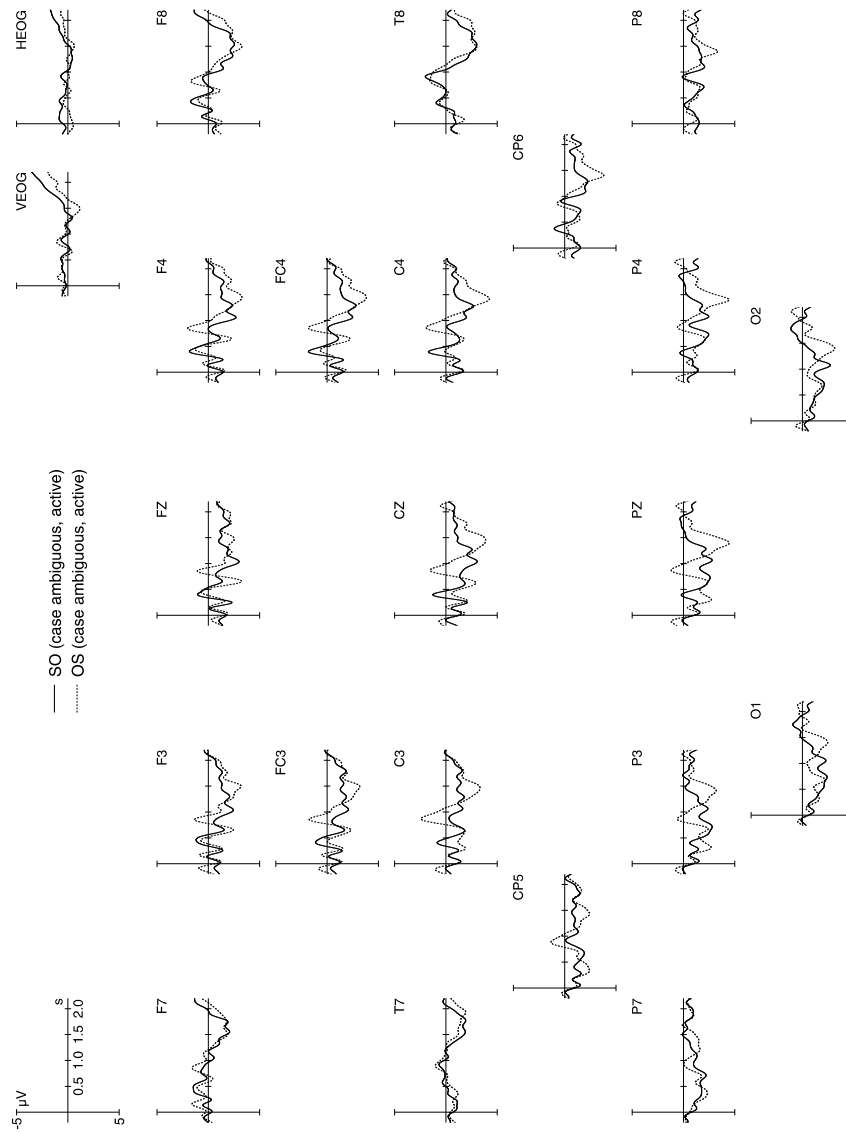 -5 µV
VEOG
HEOG
s
0.5 1.0 1.5 2.0
5
SO (case ambiguous, active)
OS (case ambiguous, active)
F7 F3 FZ F4 F8
FC3 FC4
T7 C3 CZ C4 T8
CP5 CP6
P7 P3 PZ P4 P8
O1 O2